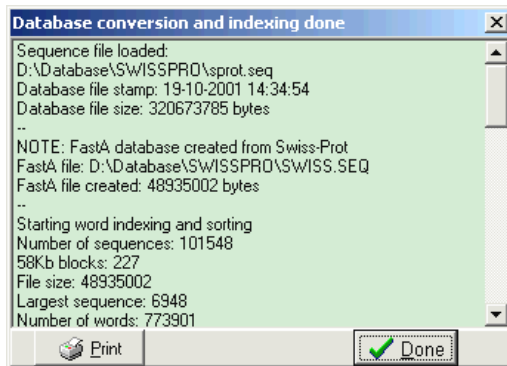 Database conversion and indexing done
Sequence file loaded:
D:\Database\SWISSPRO\sprot.seq
Database file stamp: 19-10-2001 14:34:54
Database file size: 320673785 bytes
--
NOTE: FastA database created from Swiss-Prot
FastA file: D:\Database\SWISSPRO\SWISS.SEQ
FastA file created: 48935002 bytes
--
Starting word indexing and sorting
Number of sequences: 101548
58Kb blocks: 227
File size: 48935002
Largest sequence: 6948
Number of words: 773901
Print
Done